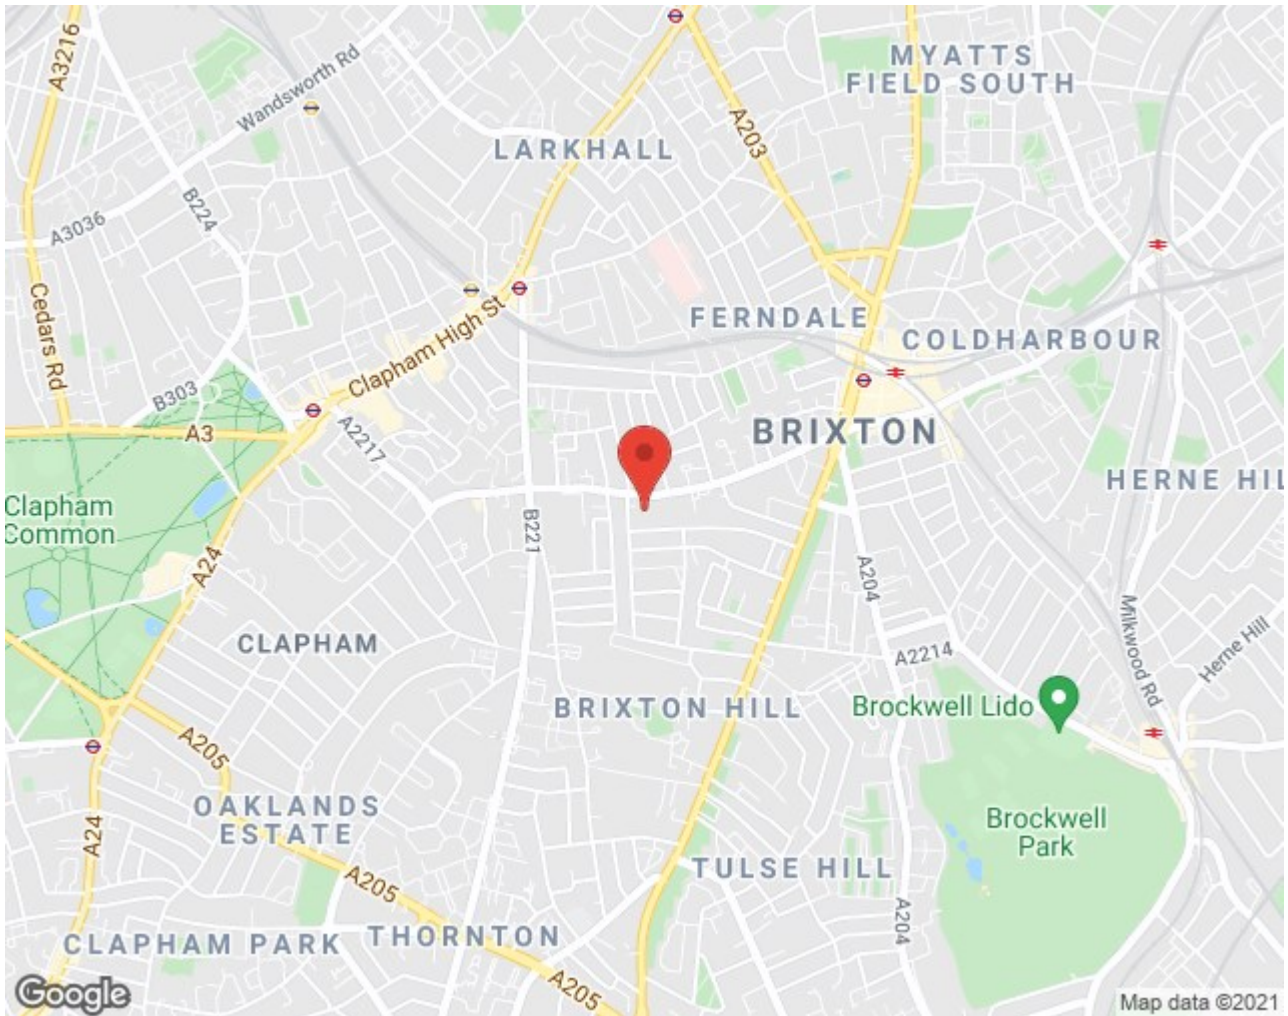 A3216
Wandsworth Rd
MYATTS
FIELD SOUTH
A203
LARKHALL
B224
A3036
Cedars Rd
Clapham High St
FERNDALE
COLDHARBOUR
B303
A3
A2217
BRIXTON
HERNE HIL
Clapham
Common
B221
A24
A204
Milkwood Rd
CLAPHAM
A2214
Herne Hill
BRIXTON HILL
Brockwell Lido
A205
OAKLANDS
ESTATE
A24
Brockwell
Park
TULSE HILL
A205
A204
CLAPHAM PARK
THORNTON
A205
Google
Map data ©2021